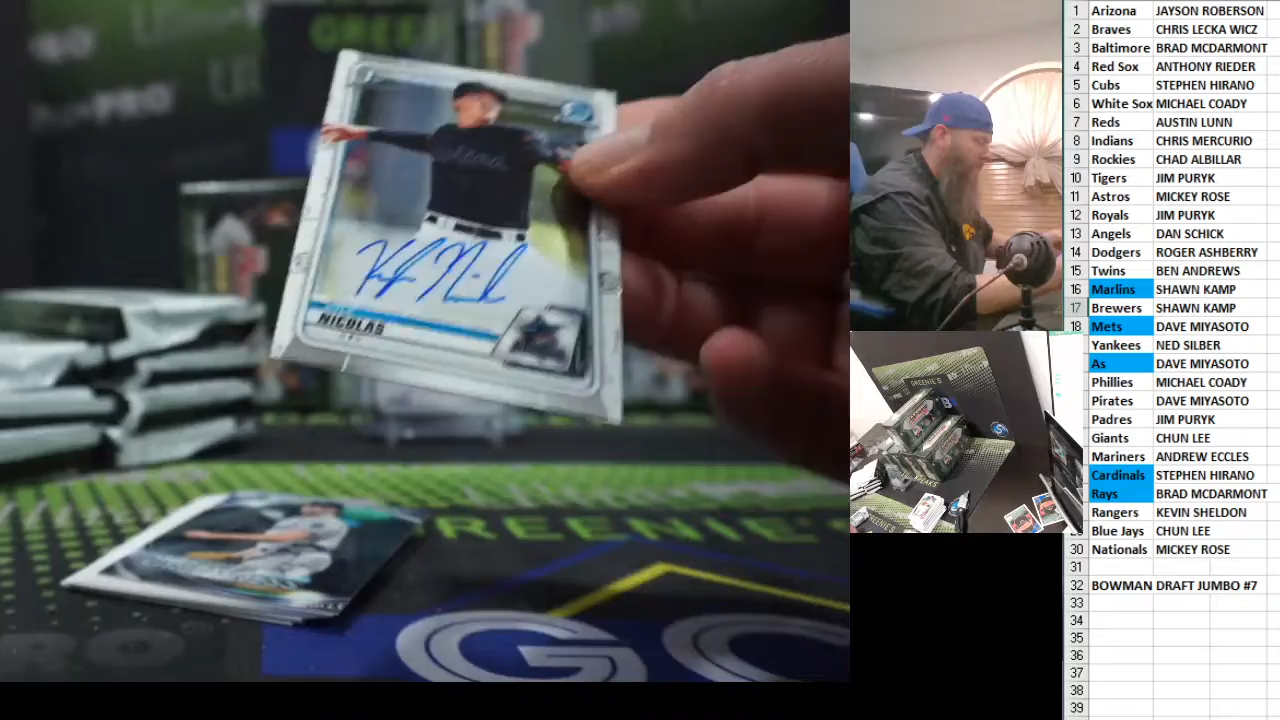 NICULAS
GREENIE'S
GC
1 Arizona JAYSON ROBERSON
2 Braves CHRIS LECKA WICZ
3 Baltimore BRAD MCDARMONT
4 Red Sox ANTHONY RIEDER
5 Cubs STEPHEN HIRANO
6 White Sox MICHAEL COADY
7 Reds AUSTIN LUNN
8 Indians CHRIS MERCURIO
9 Rockies CHAD ALBILLAR
10 Tigers JIM PURYK
11 Astros MICKEY ROSE
12 Royals JIM PURYK
13 Angels DAN SCHICK
14 Dodgers ROGER ASHBERRY
15 Twins BEN ANDREWS
16 Marlins SHAWN KAMP
17 Brewers SHAWN KAMP
18 Mets DAVE MIYASOTO
Yankees NED SILBER
As DAVE MIYASOTO
Phillies MICHAEL COADY
Pirates DAVE MIYASOTO
Padres JIM PURYK
Giants CHUN LEE
Mariners ANDREW ECCLES
Cardinals STEPHEN HIRANO
Rays BRAD MCDARMONT
Rangers KEVIN SHELDON
Blue Jays CHUN LEE
30 Nationals MICKEY ROSE
31
32 BOWMAN DRAFT JUMBO #7
33
34
35
36
37
38
39